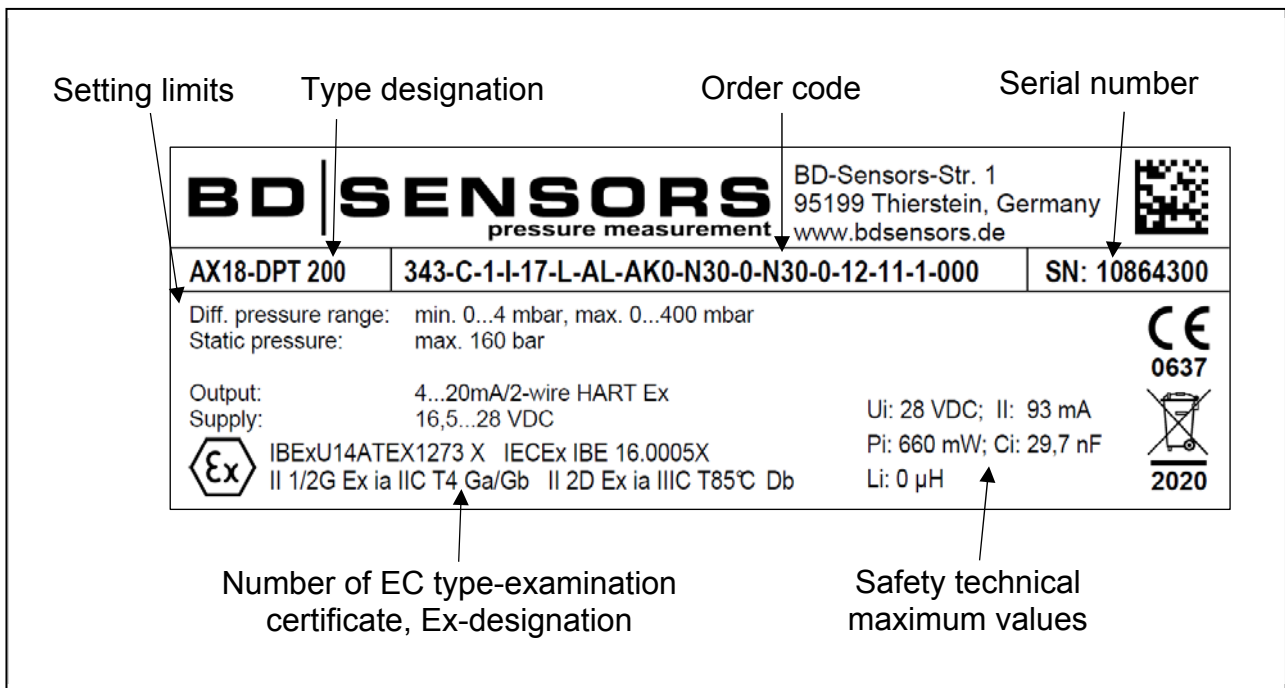 Setting limits Type designation Order code Serial number
BD|SENSORS
pressure measurement
BD-Sensors-Str. 1
95199 Thierstein, Germany
www.bdsensors.de
AX18-DPT 200 343-C-1-I-17-L-AL-AK0-N30-0-N30-0-12-11-1-000 SN: 10864300
Diff. pressure range: min. 0...4 mbar, max. 0...400 mbar
Static pressure: max. 160 bar
CE
0637
Output: 4...20mA/2-wire HART Ex
Supply: 16,5...28 VDC
Ex
IBExU14ATEX1273 X IECEx IBE 16.0005X
II 1/2G Ex ia IIC T4 Ga/Gb II 2D Ex ia IIIC T85°C Db
Ui: 28 VDC; II: 93 mA
Pi: 660 mW; Ci: 29,7 nF
Li: 0 µH
2020
Number of EC type-examination
certificate, Ex-designation
Safety technical
maximum values